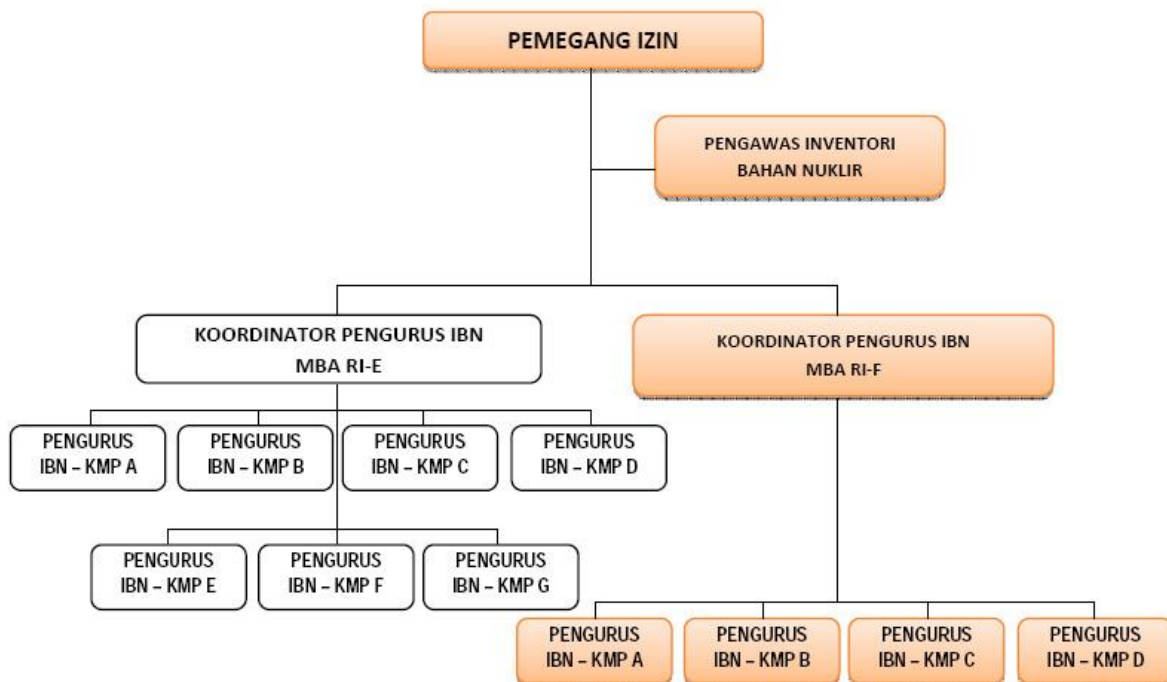 PEMEGANG IZIN
PENGAWAS INVENTORI
BAHAN NUKLIR
KOORDINATOR PENGURUS IBN
MBA RI-E
KOORDINATOR PENGURUS IBN
MBA RI-F
PENGURUS
IBN – KMP A
PENGURUS
IBN – KMP B
PENGURUS
IBN – KMP C
PENGURUS
IBN – KMP D
PENGURUS
IBN – KMP E
PENGURUS
IBN – KMP F
PENGURUS
IBN – KMP G
PENGURUS
IBN – KMP A
PENGURUS
IBN – KMP B
PENGURUS
IBN – KMP C
PENGURUS
IBN – KMP D